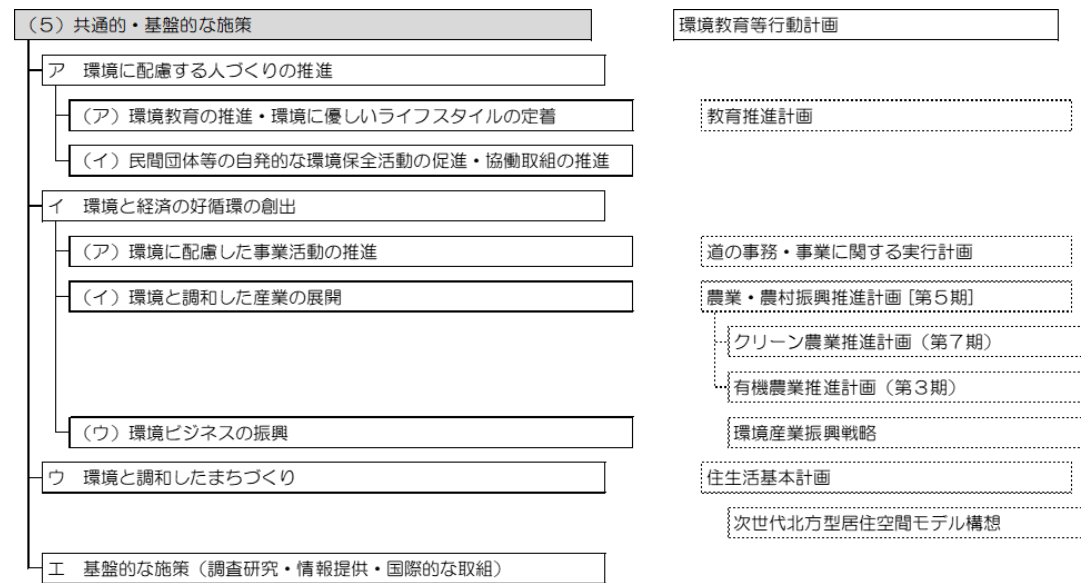 （5）共通的・基盤的な施策
環境教育等行動計画
ア　環境に配慮する人づくりの推進
（ア）環境教育の推進・環境に優しいライフスタイルの定着
教育推進計画
（イ）民間団体等の自発的な環境保全活動の促進・協働取組の推進
イ　環境と経済の好循環の創出
（ア）環境に配慮した事業活動の推進
道の事務・事業に関する実行計画
（イ）環境と調和した産業の展開
農業・農村振興推進計画［第5期］
クリーン農業推進計画（第7期）
有機農業推進計画（第3期）
（ウ）環境ビジネスの振興
環境産業振興戦略
ウ　環境と調和したまちづくり
住生活基本計画
次世代北方型居住空間モデル構想
エ　基盤的な施策（調査研究・情報提供・国際的な取組）